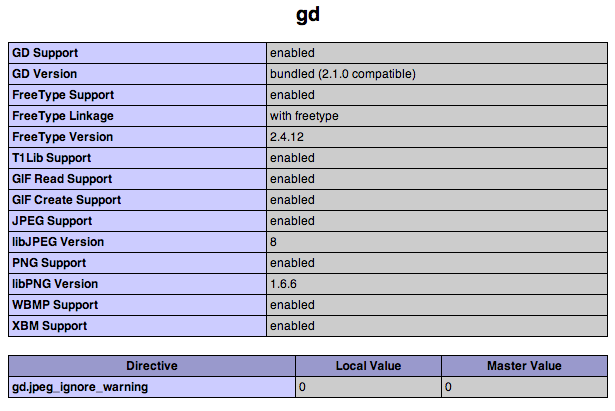 gd
GD Support enabled
GD Version bundled (2.1.0 compatible)
FreeType Support enabled
FreeType Linkage with freetype
FreeType Version 2.4.12
T1Lib Support enabled
GIF Read Support enabled
GIF Create Support enabled
JPEG Support enabled
libJPEG Version 8
PNG Support enabled
libPNG Version 1.6.6
WBMP Support enabled
XBM Support enabled
Directive Local Value Master Value
gd.jpeg_ignore_warning 0 0